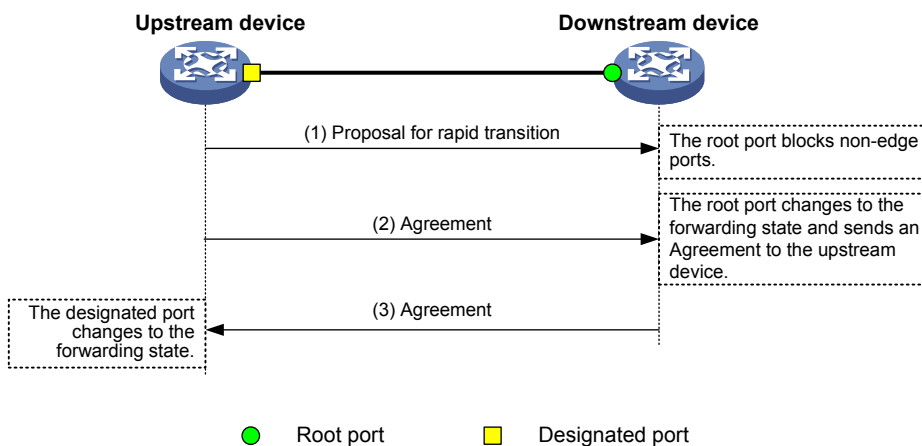 Upstream device
Downstream device
(1) Proposal for rapid transition
The root port blocks non-edge
ports.
(2) Agreement
The root port changes to the
forwarding state and sends an
Agreement to the upstream
device.
(3) Agreement
The designated port
changes to the
forwarding state.
Root port
Designated port